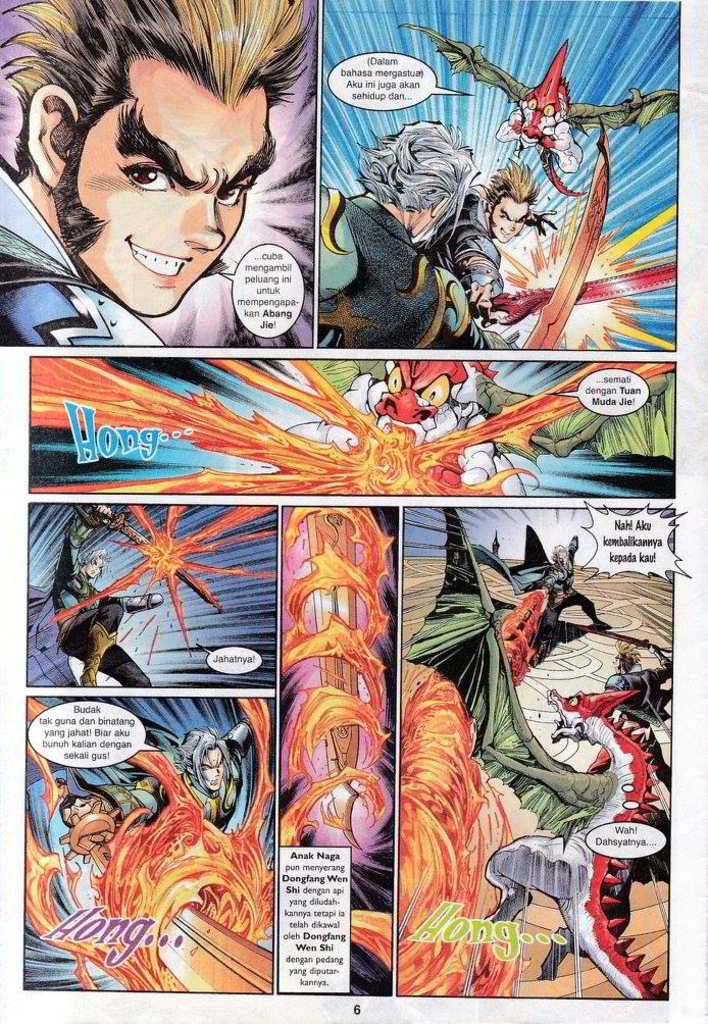 ...cuba
mengambil
peluang ini
untuk
mempengapa-
kan Abang
Jie!
(Dalam
bahasa mergastua)
Aku ini juga akan
sehidup dan...
...semati
dengan Tuan
Muda Jie!
Hong...
Jahatnya!
Budak
tak guna dan binatang
yang jahat! Biar aku
bunuh kalian dengan
sekali gus!
Hong...
Anak Naga
pun menyerang
Dongfang Wen
Shi dengan api
yang diludah-
kannya tetapi ia
telah dikawal
oleh Dongfang
Wen Shi
dengan pedang
yang diputar-
kannya.
Nah! Aku
kembalikannya
kepada kau!
Wah!
Dahsyatnya....
Hong...
6